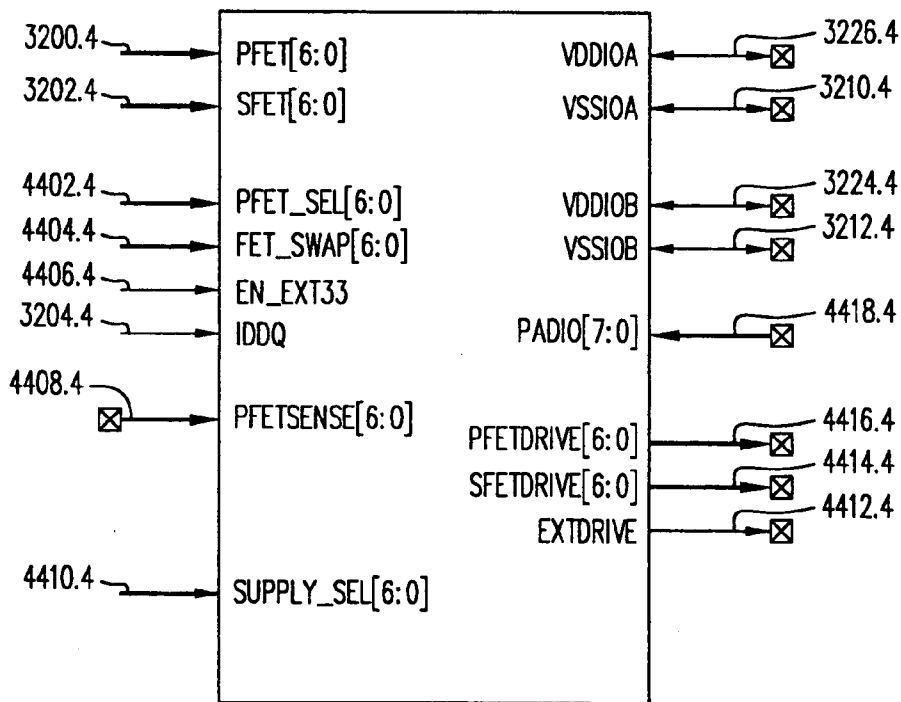 3200.4 PFET[6:0] VDDIOA 3226.4
3202.4 SFET[6:0] VSSIOA 3210.4
4402.4 PFET_SEL[6:0] VDDIOB 3224.4
4404.4 FET_SWAP[6:0] VSSIOB 3212.4
4406.4 EN_EXT33
3204.4 IDDQ PADIO[7:0] 4418.4
4408.4 PFETSENSE[6:0]
PFETDRIVE[6:0] 4416.4
SFETDRIVE[6:0] 4414.4
EXTDRIVE 4412.4
4410.4 SUPPLY_SEL[6:0]